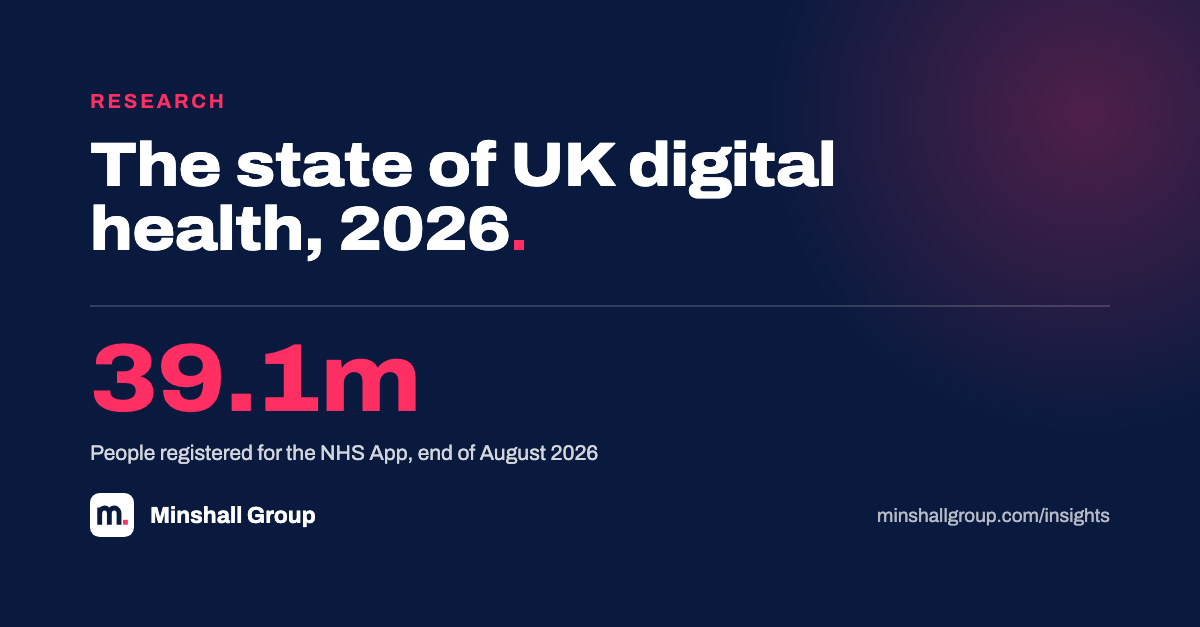 RESEARCH
The state of UK digital
health, 2026.
39.1m
People registered for the NHS App, end of August 2026
m.
Minshall Group
minshallgroup.com/insights